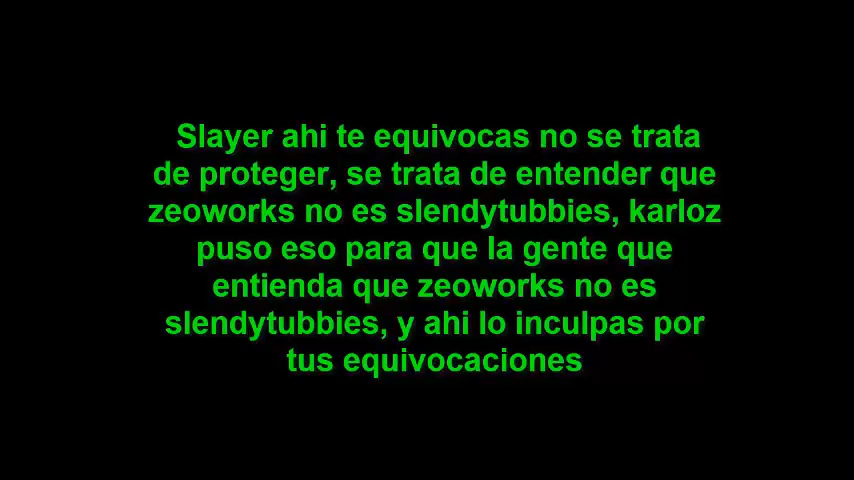 Slayer ahi te equivocas no se trata
de proteger, se trata de entender que
zeoworks no es slendytubbies, karloz
puso eso para que la gente que
entienda que zeoworks no es
slendytubbies, y ahi lo inculpas por
tus equivocaciones